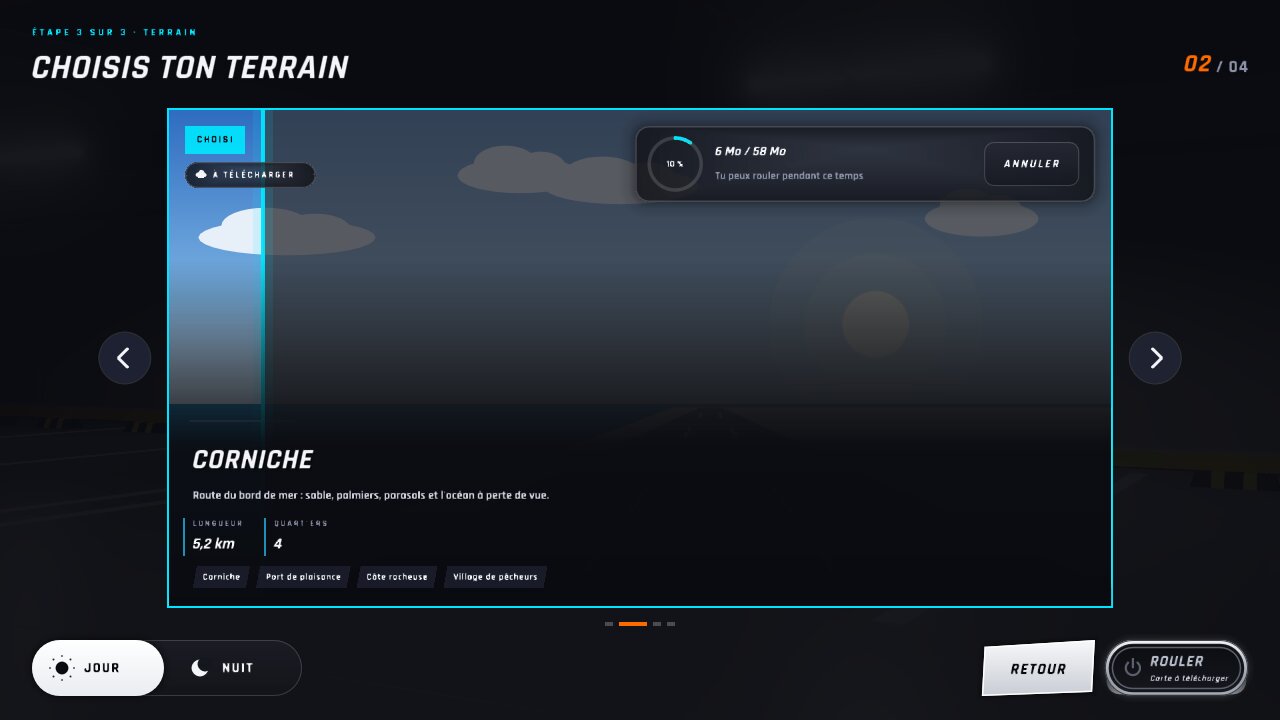 ÉTAPE 3 SUR 3 · TERRAIN
CHOISIS TON TERRAIN
02 / 04
CHOISI
À TÉLÉCHARGER
10 %
6 Mo / 58 Mo
Tu peux rouler pendant ce temps
ANNULER
CORNICHE
Route du bord de mer : sable, palmiers, parasols et l'océan à perte de vue.
LONGUEUR
QUARTIERS
5,2 km
4
Corniche
Port de plaisance
Côte rocheuse
Village de pêcheurs
JOUR
NUIT
RETOUR
ROULER
Carte à télécharger